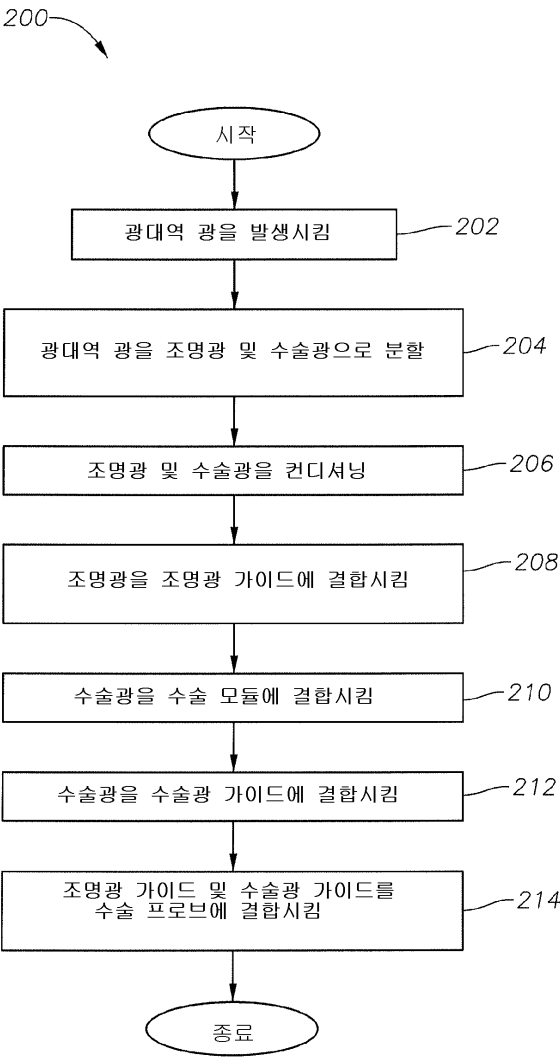 200
시작
광대역 광을 발생시킴
202
광대역 광을 조명광 및 수술광으로 분할
204
조명광 및 수술광을 컨디셔닝
206
조명광을 조명광 가이드에 결합시킴
208
수술광을 수술 모듈에 결합시킴
210
수술광을 수술광 가이드에 결합시킴
212
조명광 가이드 및 수술광 가이드를
수술 프로브에 결합시킴
214
종료